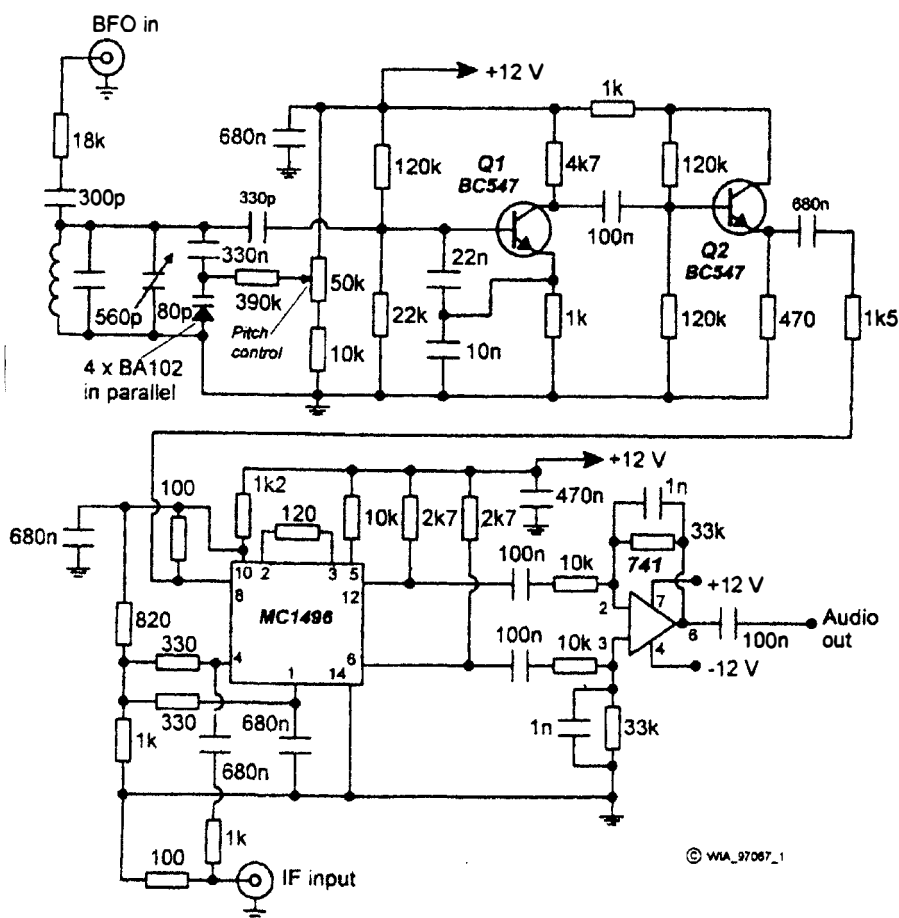 BFO in
+12 V
18k
680n
120k
Q1
BC547
4k7
1k
120k
300p
330p
100n
680n
Q2
BC547
330n
22n
560p
80p
390k
50k
22k
1k
120k
470
1k5
Pitch
control
10k
10n
4 x BA102
in parallel
+12 V
100
1k2
120
10k
2k7
2k7
470n
1n
680n
33k
10
2
3
5
100n
10k
741
8
12
+12 V
MC1496
2
7
820
6
Audio
out
330
4
100n
10k
3
4
100n
6
-12 V
1
14
330
680n
1n
33k
1k
680n
1k
100
IF input
© WIA_97067_1